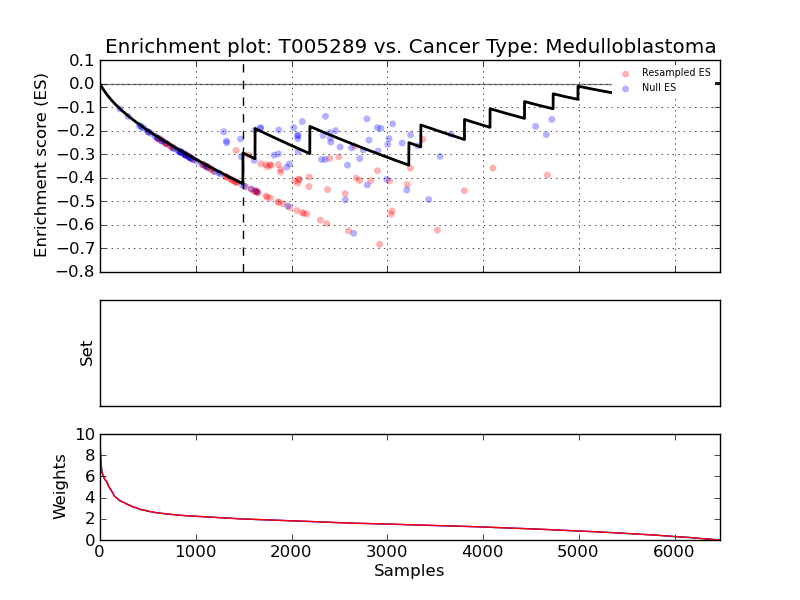 Enrichment plot: T005289 vs. Cancer Type: Medulloblastoma
Enrichment score (ES)
0.1
0.0
−0.1
−0.2
−0.3
−0.4
−0.5
−0.6
−0.7
−0.8
Resampled ES
Null ES
Set
Weights
10
8
6
4
2
0
0 1000 2000 3000 4000 5000 6000
Samples